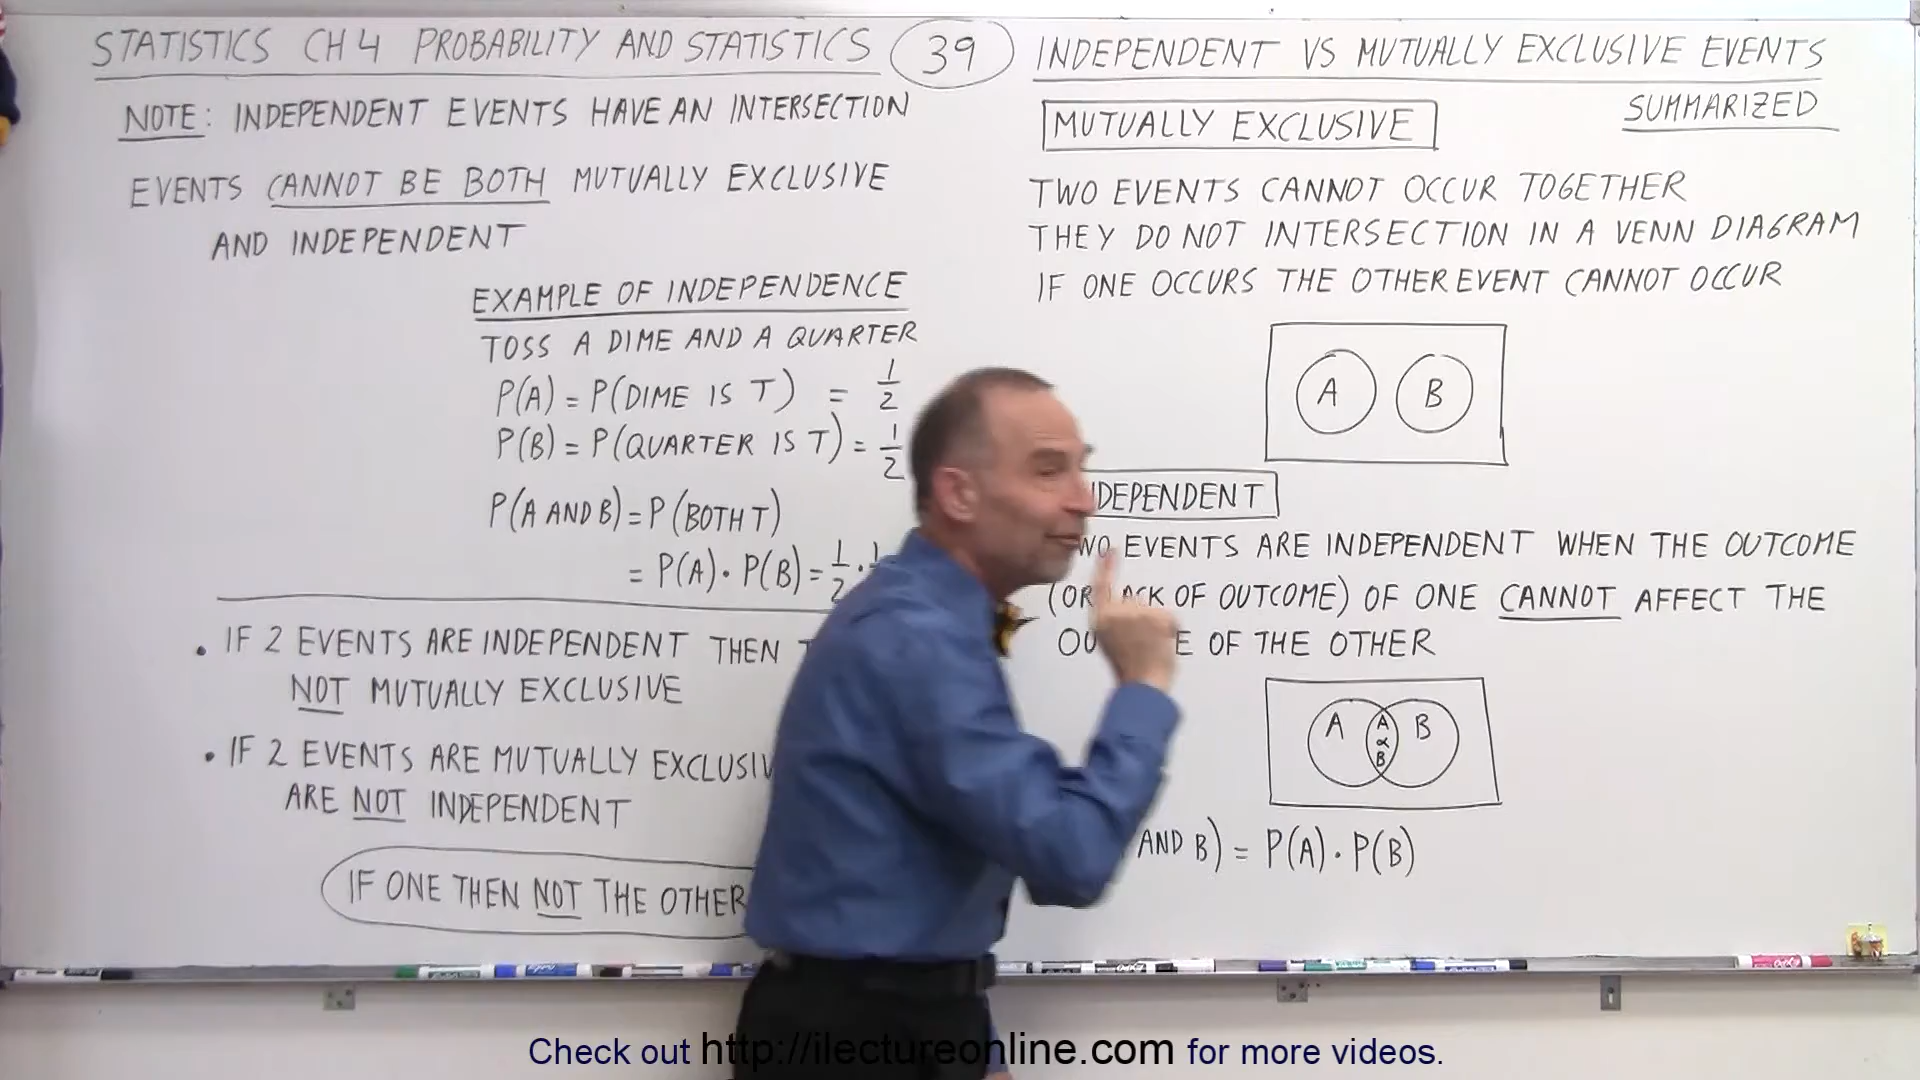 STATISTICS CH 4 PROBABILITY AND STATISTICS
39
INDEPENDENT VS MUTUALLY EXCLUSIVE EVENTS
SUMMARIZED
NOTE: INDEPENDENT EVENTS HAVE AN INTERSECTION
EVENTS CANNOT BE BOTH MUTUALLY EXCLUSIVE
AND INDEPENDENT
EXAMPLE OF INDEPENDENCE
TOSS A DIME AND A QUARTER
P(A) = P(DIME IS T) = 1/2
P(B) = P(QUARTER IS T) = 1/2
P(A AND B) = P(BOTH T)
= P(A) · P(B) = 1/2 ·
• IF 2 EVENTS ARE INDEPENDENT THEN
NOT MUTUALLY EXCLUSIVE
• IF 2 EVENTS ARE MUTUALLY
ARE NOT INDEPENDENT
IF ONE THEN NOT THE OTHER
MUTUALLY EXCLUSIVE
TWO EVENTS CANNOT OCCUR TOGETHER
THEY DO NOT INTERSECTION IN A VENN DIAGRAM
IF ONE OCCURS THE OTHER EVENT CANNOT OCCUR
A B
EVENTS ARE INDEPENDENT WHEN THE OUTCOME
OF OUTCOME) OF ONE CANNOT AFFECT THE
OF THE OTHER
A A & B B
AND B) = P(A) · P(B)
Check out http://ilectureonline.com for more videos.